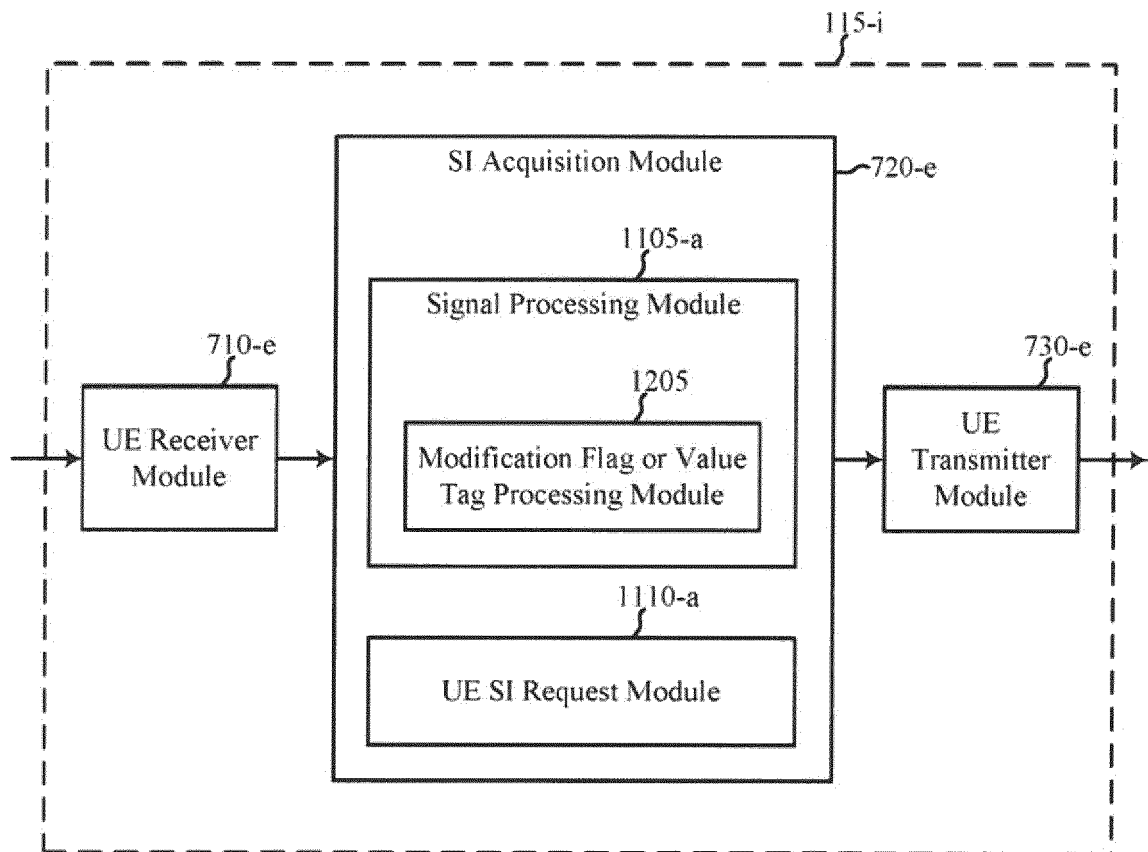 115-i
SI Acquisition Module
720-e
1105-a
Signal Processing Module
710-e
730-e
1205
UE Receiver
Module
Modification Flag or Value
Tag Processing Module
UE
Transmitter
Module
1110-a
UE SI Request Module